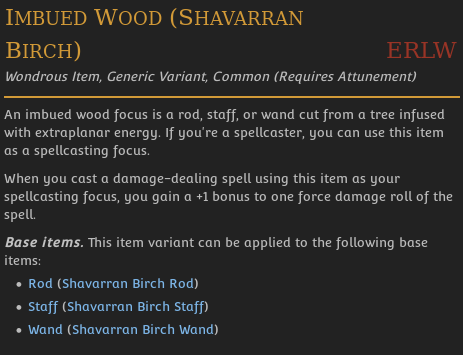 Imbued Wood (Shavarran
Birch) ERLW
Wondrous Item, Generic Variant, Common (Requires Attunement)
An imbued wood focus is a rod, staff, or wand cut from a tree infused
with extraplanar energy. If you're a spellcaster, you can use this item
as a spellcasting focus.
When you cast a damage-dealing spell using this item as your
spellcasting focus, you gain a +1 bonus to one force damage roll of the
spell.
Base items. This item variant can be applied to the following base
items:
• Rod (Shavarran Birch Rod)
• Staff (Shavarran Birch Staff)
• Wand (Shavarran Birch Wand)